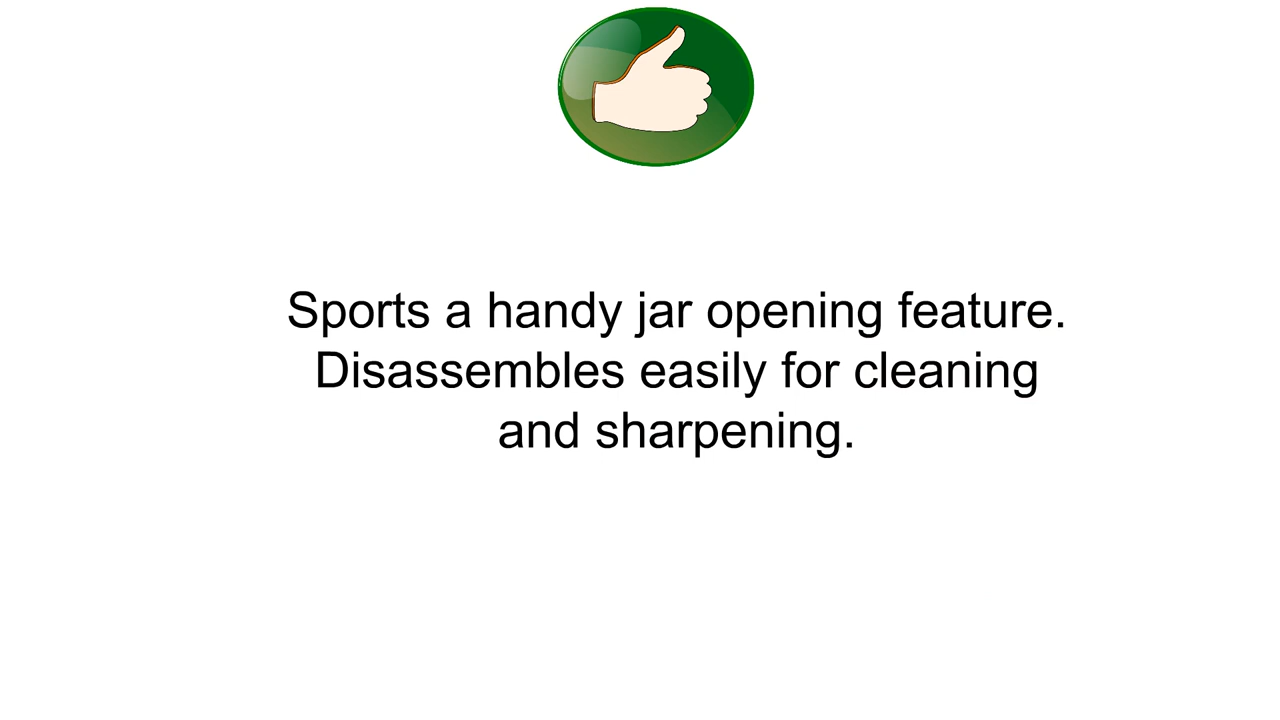 Sports a handy jar opening feature.
Disassembles easily for cleaning
and sharpening.